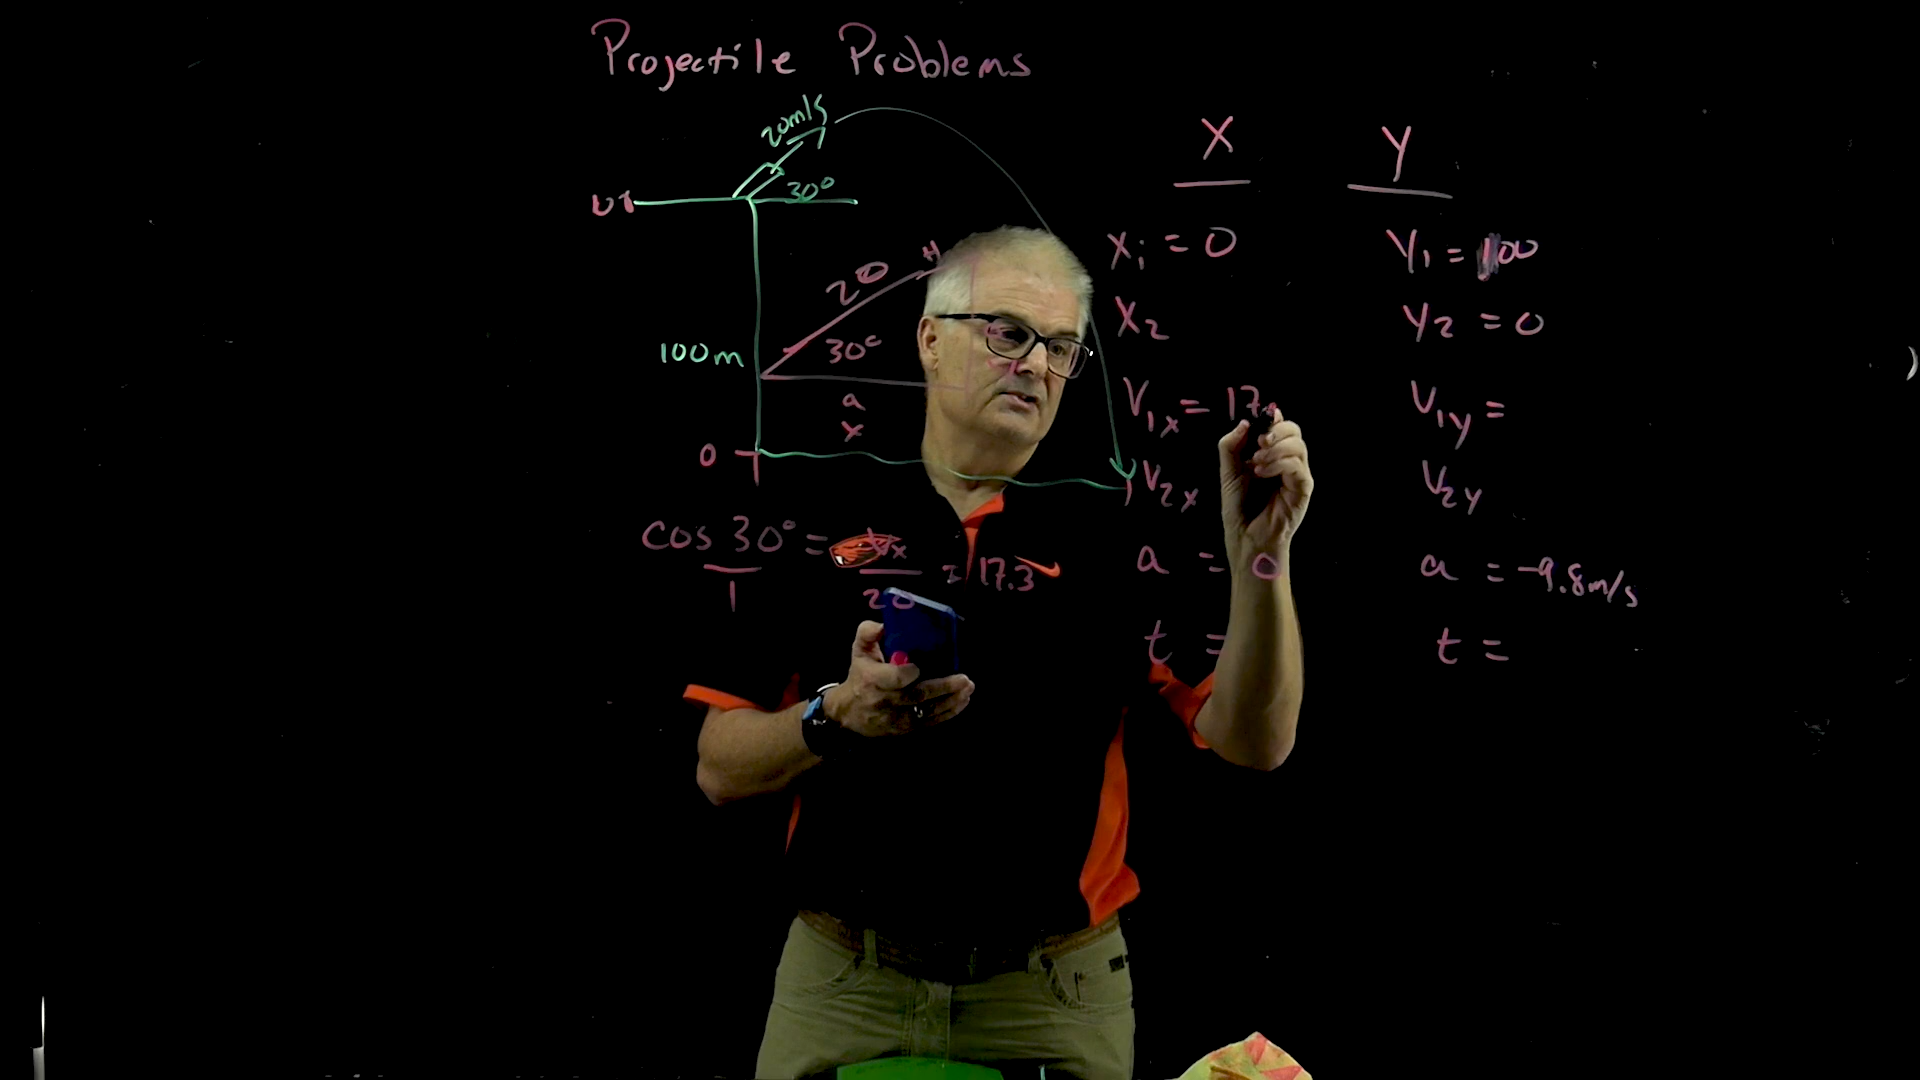 Projectile Problems
20m/s
30°
100m
0
20
H
30°
a
x
cos 30° = Vx = 17.3
1 20
X
Xi = 0
X2
V1x = 17.
V2x
a = 0
t =
Y
Y1 = 100
Y2 = 0
V1y =
V2y
a = -9.8m/s
t =